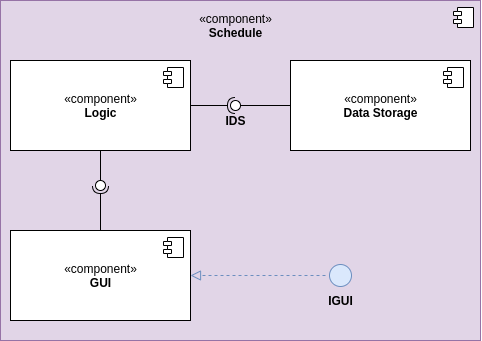 «component»
Schedule
«component»
Logic
IDS
«component»
Data Storage
«component»
GUI
IGUI